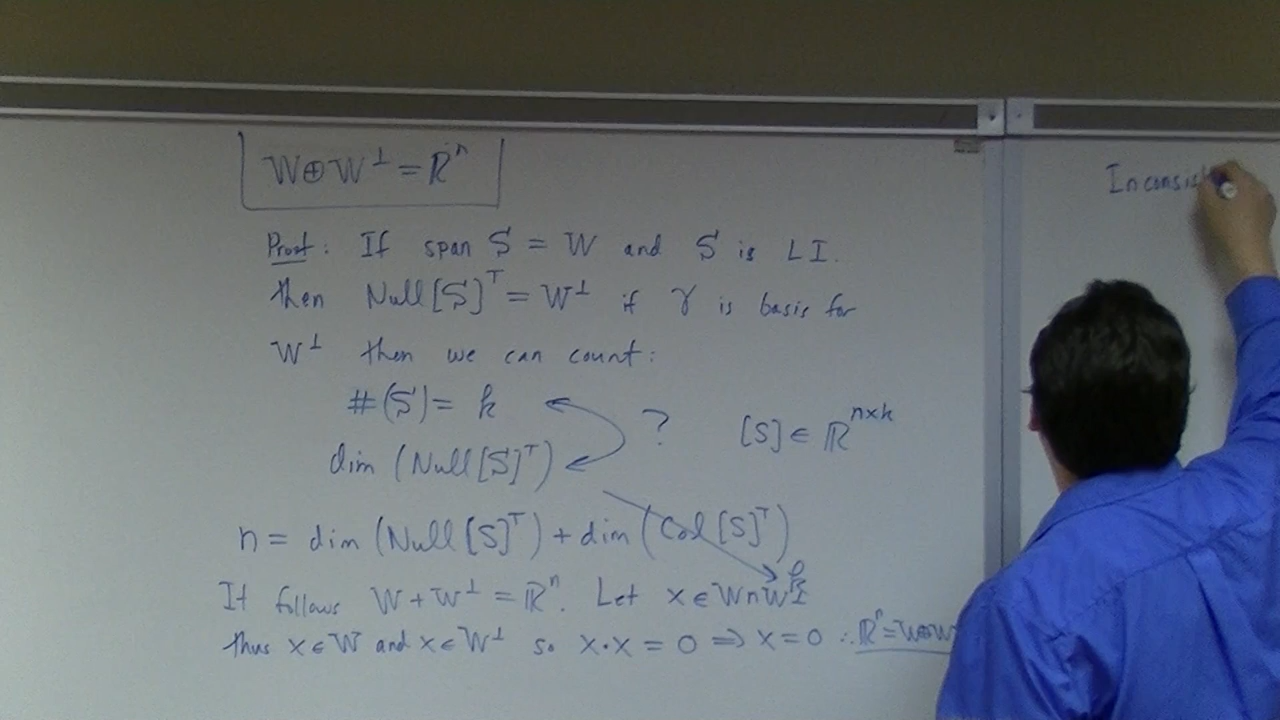 W⊕W⊥ = ℝⁿ
Proof: If span S = W and S is LI.
then Null[S]ᵀ = W⊥ if γ is basis for
W⊥ then we can count:
#(S) = k
? [S] ∈ ℝⁿˣᵏ
dim (Null[S]ᵀ)
n = dim (Null[S]ᵀ) + dim (Col[S]ᵀ)
k
It follows W + W⊥ = ℝⁿ. Let x ∈ W∩W⊥
thus x ∈ W and x ∈ W⊥ so x·x = 0 ⇒ x = 0 ∴ ℝⁿ = W⊕W
Inconsis